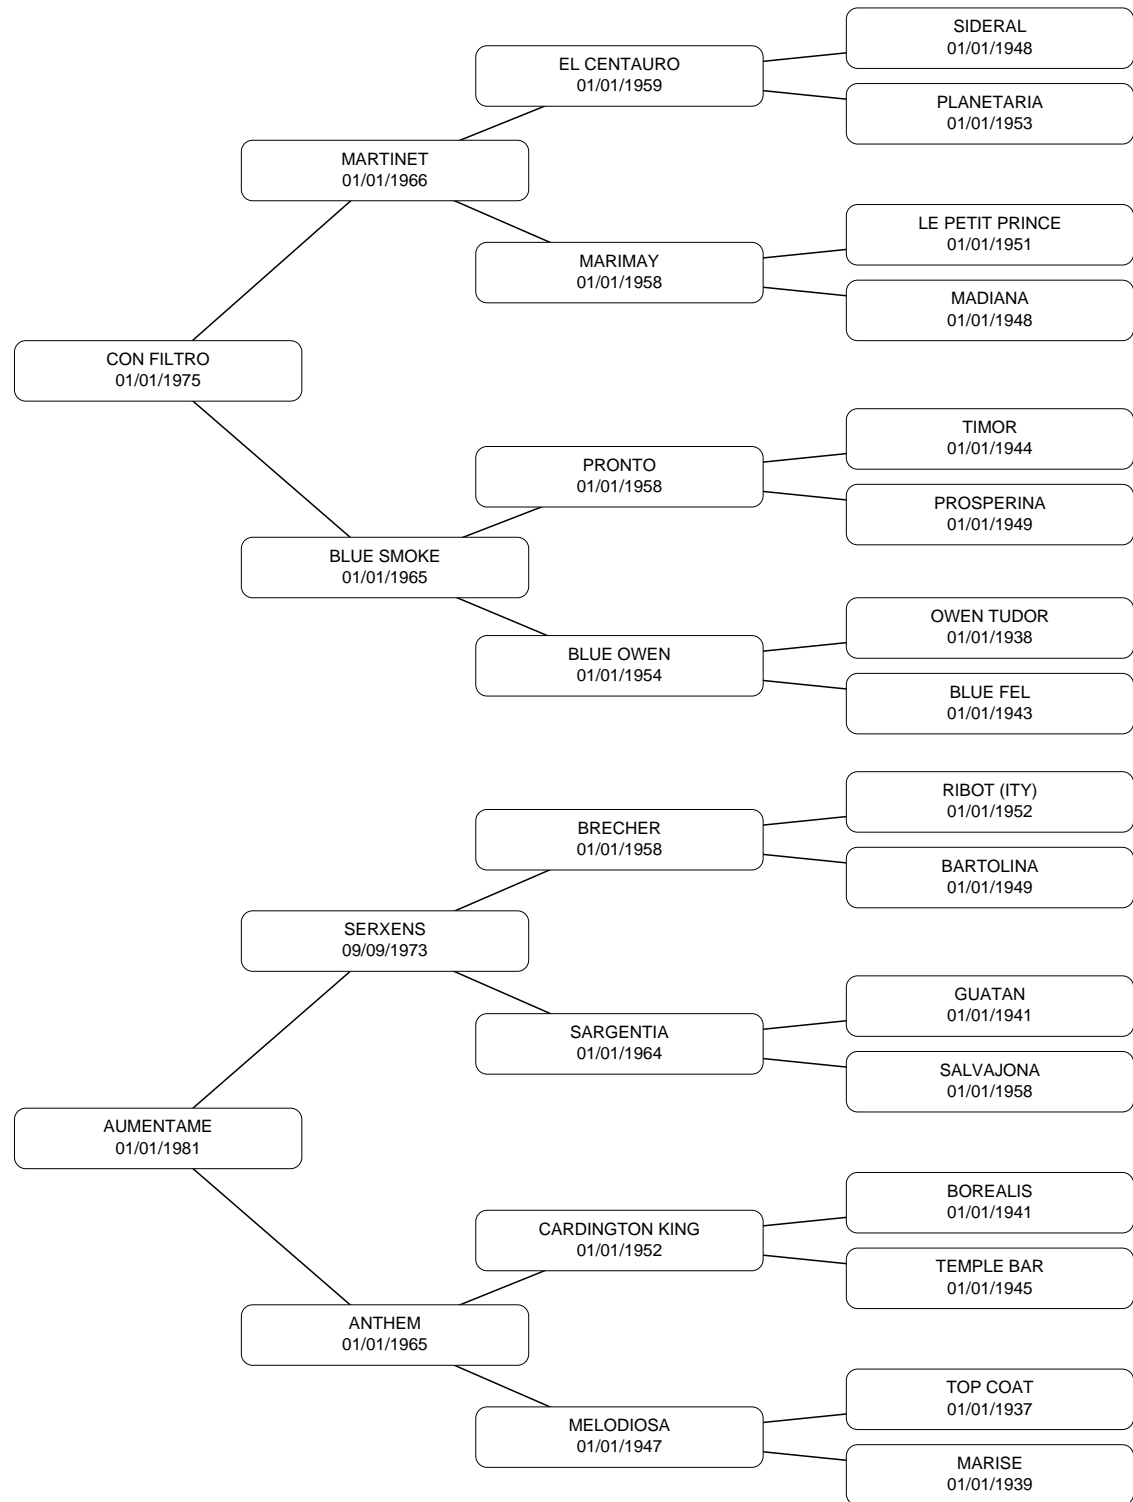 SIDERAL
01/01/1948
EL CENTAURO
01/01/1959
PLANETARIA
01/01/1953
MARTINET
01/01/1966
LE PETIT PRINCE
01/01/1951
MARIMAY
01/01/1958
MADIANA
01/01/1948
CON FILTRO
01/01/1975
TIMOR
01/01/1944
PRONTO
01/01/1958
PROSPERINA
01/01/1949
BLUE SMOKE
01/01/1965
OWEN TUDOR
01/01/1938
BLUE OWEN
01/01/1954
BLUE FEL
01/01/1943
RIBOT (ITY)
01/01/1952
BRECHER
01/01/1958
BARTOLINA
01/01/1949
SERXENS
09/09/1973
GUATAN
01/01/1941
SARGENTIA
01/01/1964
SALVAJONA
01/01/1958
AUMENTAME
01/01/1981
BOREALIS
01/01/1941
CARDINGTON KING
01/01/1952
TEMPLE BAR
01/01/1945
ANTHEM
01/01/1965
TOP COAT
01/01/1937
MELODIOSA
01/01/1947
MARISE
01/01/1939